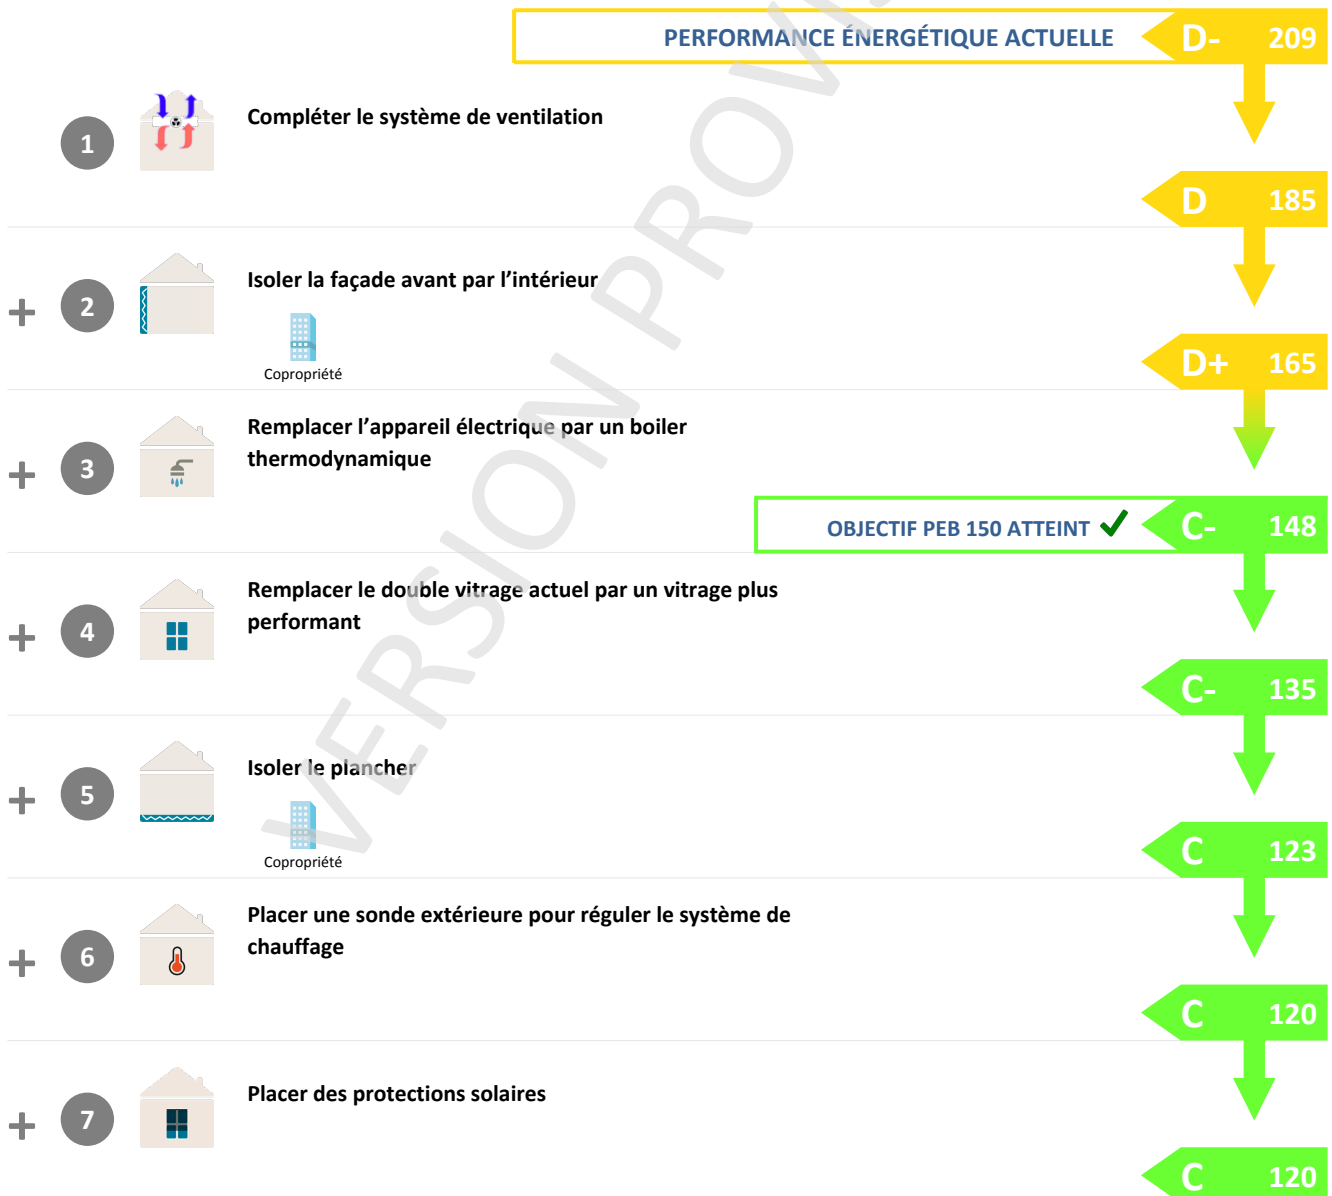 PERFORMANCE ÉNERGÉTIQUE ACTUELLE D- 209
1 Compléter le système de ventilation
D 185
+ 2 Isoler la façade avant par l'intérieur
Copropriété
D+ 165
+ 3 Remplacer l'appareil électrique par un boiler
thermodynamique
OBJECTIF PEB 150 ATTEINT ✓ C- 148
+ 4 Remplacer le double vitrage actuel par un vitrage plus
performant
C- 135
+ 5 Isoler le plancher
Copropriété
C 123
+ 6 Placer une sonde extérieure pour réguler le système de
chauffage
C 120
+ 7 Placer des protections solaires
C 120
VERSION PROVIS